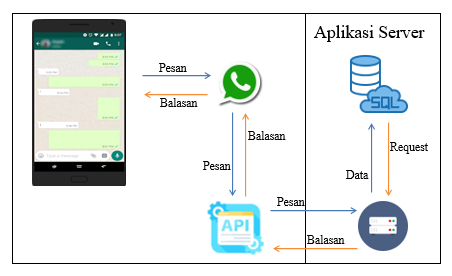 Aplikasi Server
Pesan
Balasan
SQL
Balasan
Request
Pesan
Data
Pesan
API
Balasan